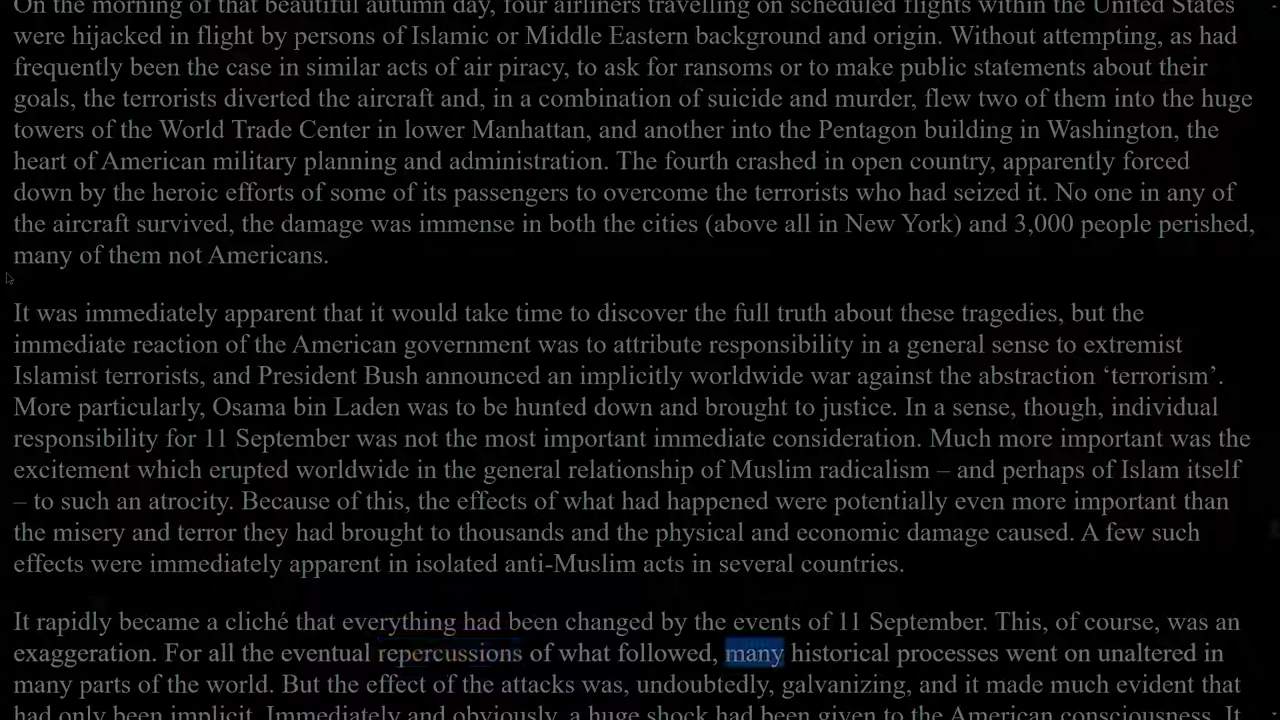 On the morning of that beautiful autumn day, four airliners travelling on scheduled flights within the United States
were hijacked in flight by persons of Islamic or Middle Eastern background and origin. Without attempting, as had
frequently been the case in similar acts of air piracy, to ask for ransoms or to make public statements about their
goals, the terrorists diverted the aircraft and, in a combination of suicide and murder, flew two of them into the huge
towers of the World Trade Center in lower Manhattan, and another into the Pentagon building in Washington, the
heart of American military planning and administration. The fourth crashed in open country, apparently forced
down by the heroic efforts of some of its passengers to overcome the terrorists who had seized it. No one in any of
the aircraft survived, the damage was immense in both the cities (above all in New York) and 3,000 people perished,
many of them not Americans.
It was immediately apparent that it would take time to discover the full truth about these tragedies, but the
immediate reaction of the American government was to attribute responsibility in a general sense to extremist
Islamist terrorists, and President Bush announced an implicitly worldwide war against the abstraction ‘terrorism’.
More particularly, Osama bin Laden was to be hunted down and brought to justice. In a sense, though, individual
responsibility for 11 September was not the most important immediate consideration. Much more important was the
excitement which erupted worldwide in the general relationship of Muslim radicalism – and perhaps of Islam itself
– to such an atrocity. Because of this, the effects of what had happened were potentially even more important than
the misery and terror they had brought to thousands and the physical and economic damage caused. A few such
effects were immediately apparent in isolated anti-Muslim acts in several countries.
It rapidly became a cliché that everything had been changed by the events of 11 September. This, of course, was an
exaggeration. For all the eventual repercussions of what followed, many historical processes went on unaltered in
many parts of the world. But the effect of the attacks was, undoubtedly, galvanizing, and it made much evident that
had only been implicit. Immediately and obviously, a huge shock had been given to the American consciousness. It